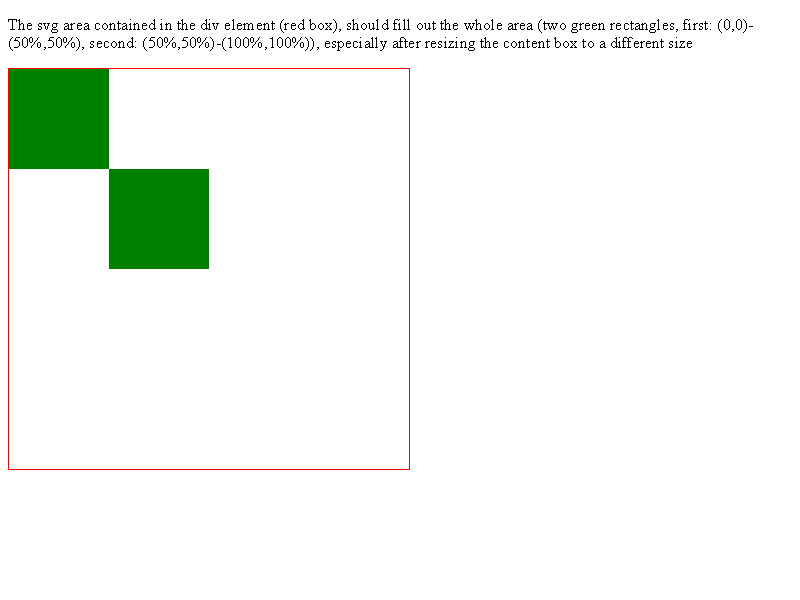 The svg area contained in the div element (red box), should fill out the whole area (two green rectangles, first: (0,0)-
(50%,50%), second: (50%,50%)-(100%,100%)), especially after resizing the content box to a different size